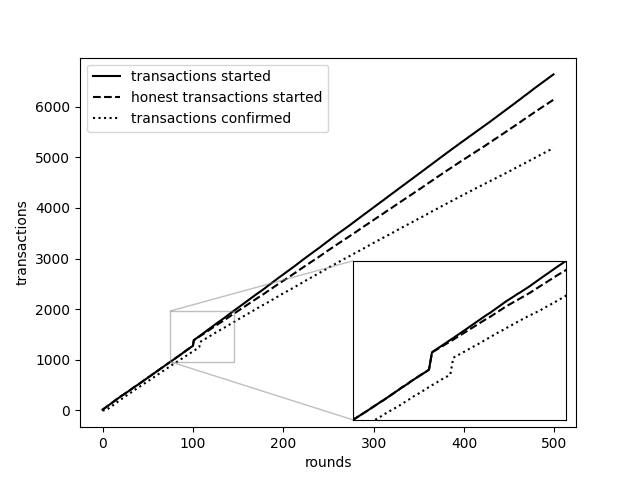 transactions started
honest transactions started
transactions confirmed
6000
5000
4000
3000
2000
1000
0
transactions
0 100 200 300 400 500
rounds